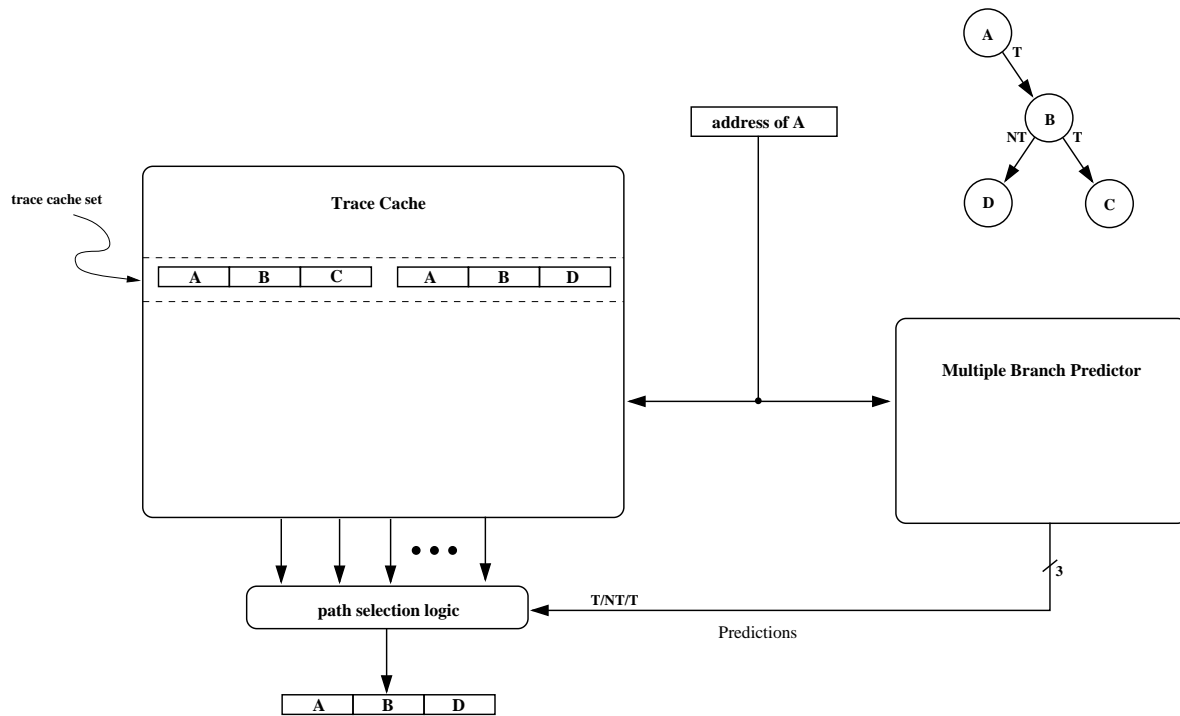 A
T
address of A
B
NT
T
trace cache set
Trace Cache
D
C
A B C A B D
Multiple Branch Predictor
3
path selection logic
T/NT/T
Predictions
A B D